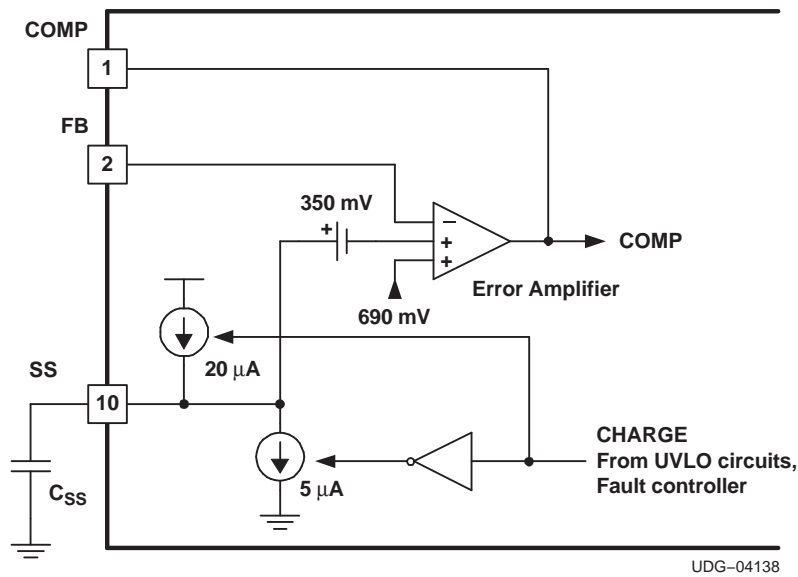 COMP
1
FB
2
350 mV
+
−
+
+
COMP
Error Amplifier
690 mV
20 μA
SS
10
CHARGE
From UVLO circuits,
Fault controller
5 μA
CSS
UDG−04138